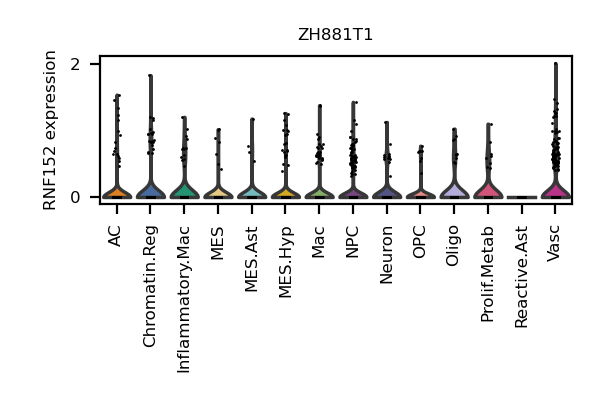 ZH881T1
RNF152 expression
2
0
AC
Chromatin.Reg
Inflammatory.Mac
MES
MES.Ast
MES.Hyp
Mac
NPC
Neuron
OPC
Oligo
Prolif.Metab
Reactive.Ast
Vasc